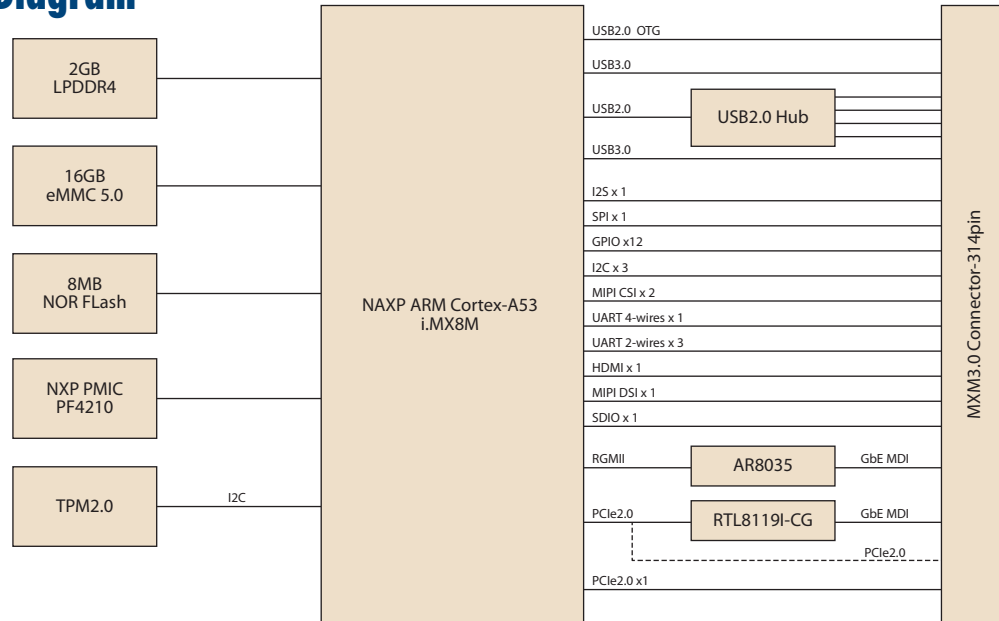 Diagram
2GB
LPDDR4
16GB
eMMC 5.0
8MB
NOR FLash
NXP PMIC
PF4210
TPM2.0
I2C
NAXP ARM Cortex-A53
i.MX8M
USB2.0 OTG
USB3.0
USB2.0
USB2.0 Hub
USB3.0
I2S x 1
SPI x 1
GPIO x12
I2C x 3
MIPI CSI x 2
UART 4-wires x 1
UART 2-wires x 3
HDMI x 1
MIPI DSI x 1
SDIO x 1
RGMII
AR8035
GbE MDI
PCIe2.0
RTL8119I-CG
GbE MDI
PCIe2.0
PCIe2.0 x1
MXM3.0 Connector-314pin